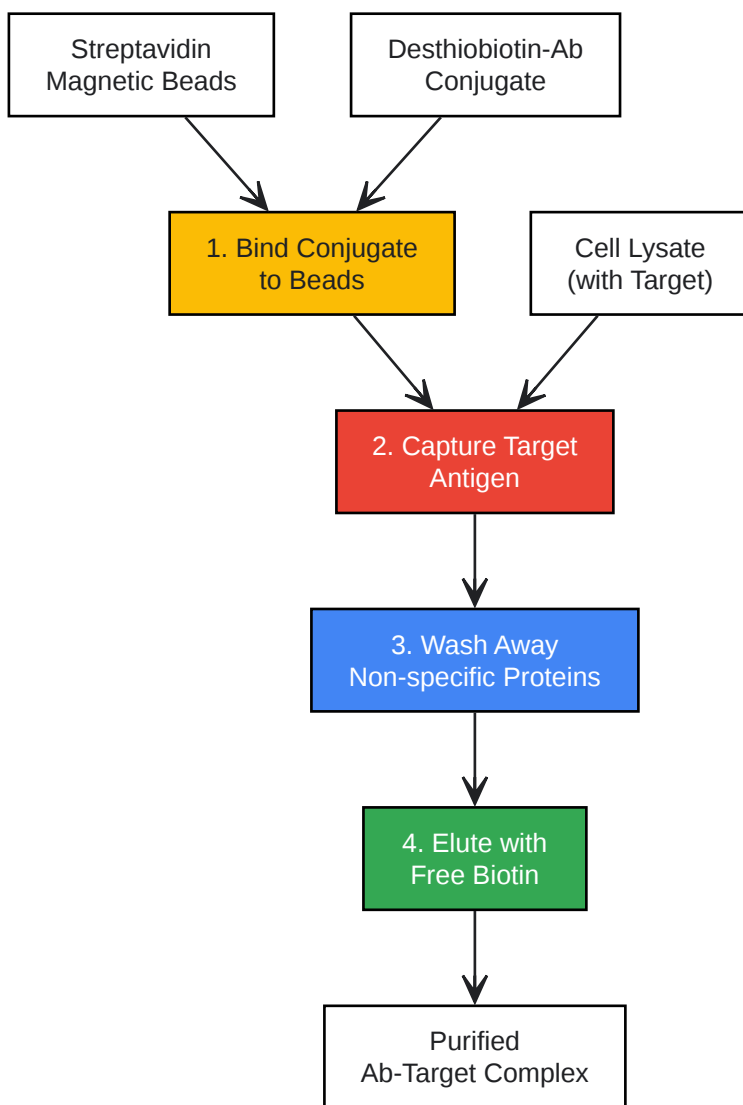 Streptavidin
Magnetic Beads
Desthiobiotin-Ab
Conjugate
1. Bind Conjugate
to Beads
Cell Lysate
(with Target)
2. Capture Target
Antigen
3. Wash Away
Non-specific Proteins
4. Elute with
Free Biotin
Purified
Ab-Target Complex